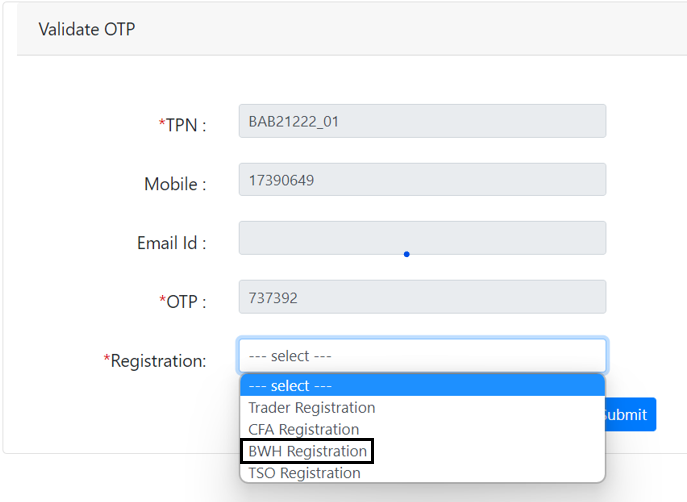 Validate OTP
*TPN :
BAB21222_01
Mobile :
17390649
Email Id :
*OTP :
737392
*Registration:
--- select ---
--- select ---
Trader Registration
CFA Registration
BWH Registration
TSO Registration
ubmit